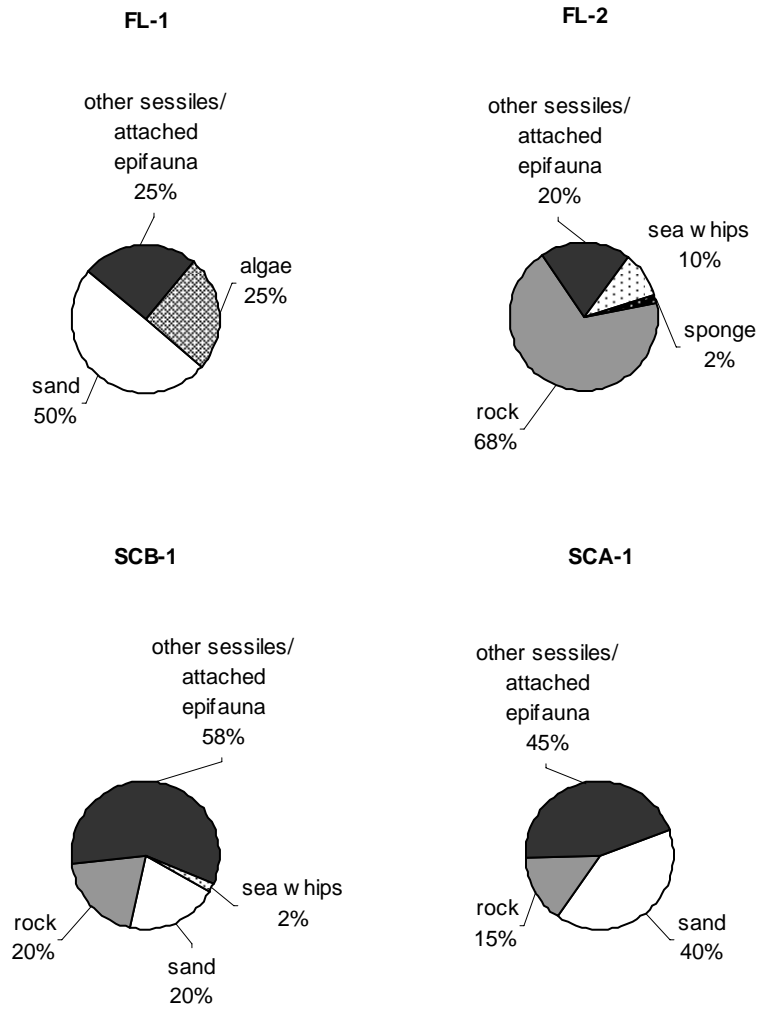 FL-1
other sessiles/
attached
epifauna
25%
algae
25%
sand
50%
FL-2
other sessiles/
attached
epifauna
20%
sea whips
10%
sponge
2%
rock
68%
SCB-1
other sessiles/
attached
epifauna
58%
sea whips
2%
rock
20%
sand
20%
SCA-1
other sessiles/
attached
epifauna
45%
rock
15%
sand
40%